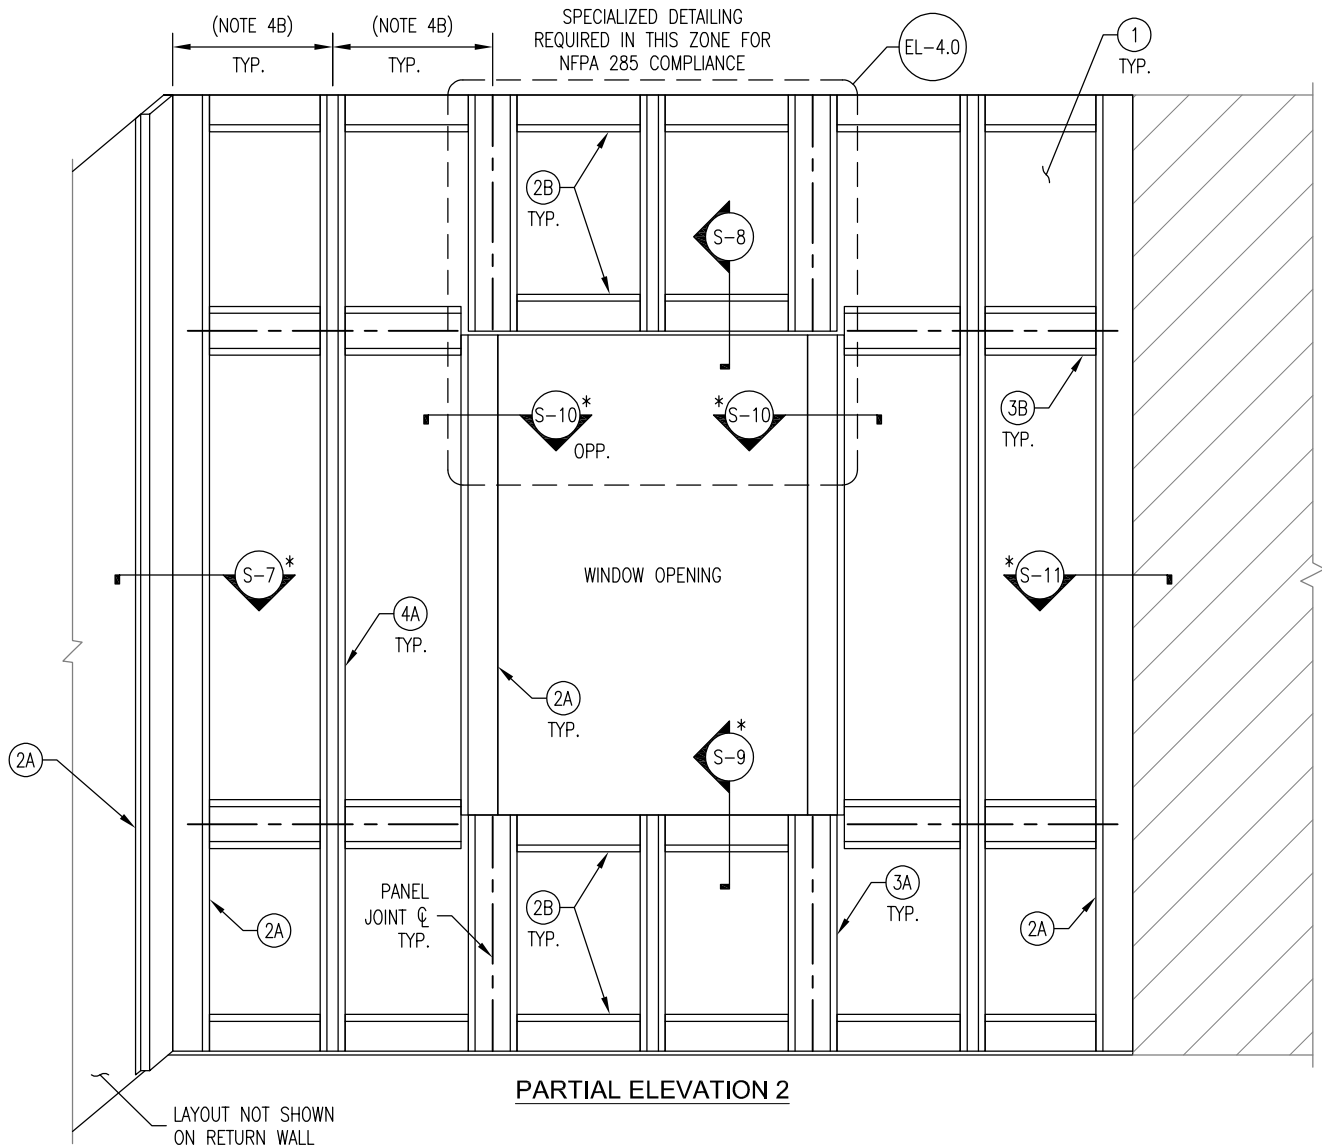 (NOTE 4B)
TYP.
(NOTE 4B)
TYP.
SPECIALIZED DETAILING
REQUIRED IN THIS ZONE FOR
NFPA 285 COMPLIANCE
EL-4.0
1
TYP.
2B
TYP.
S-8
S-10 *
OPP.
* S-10
3B
TYP.
S-7 *
WINDOW OPENING
* S-11
4A
TYP.
2A
TYP.
S-9 *
2A
PANEL
JOINT ℄
TYP.
2A
2B
TYP.
3A
TYP.
2A
PARTIAL ELEVATION 2
LAYOUT NOT SHOWN
ON RETURN WALL